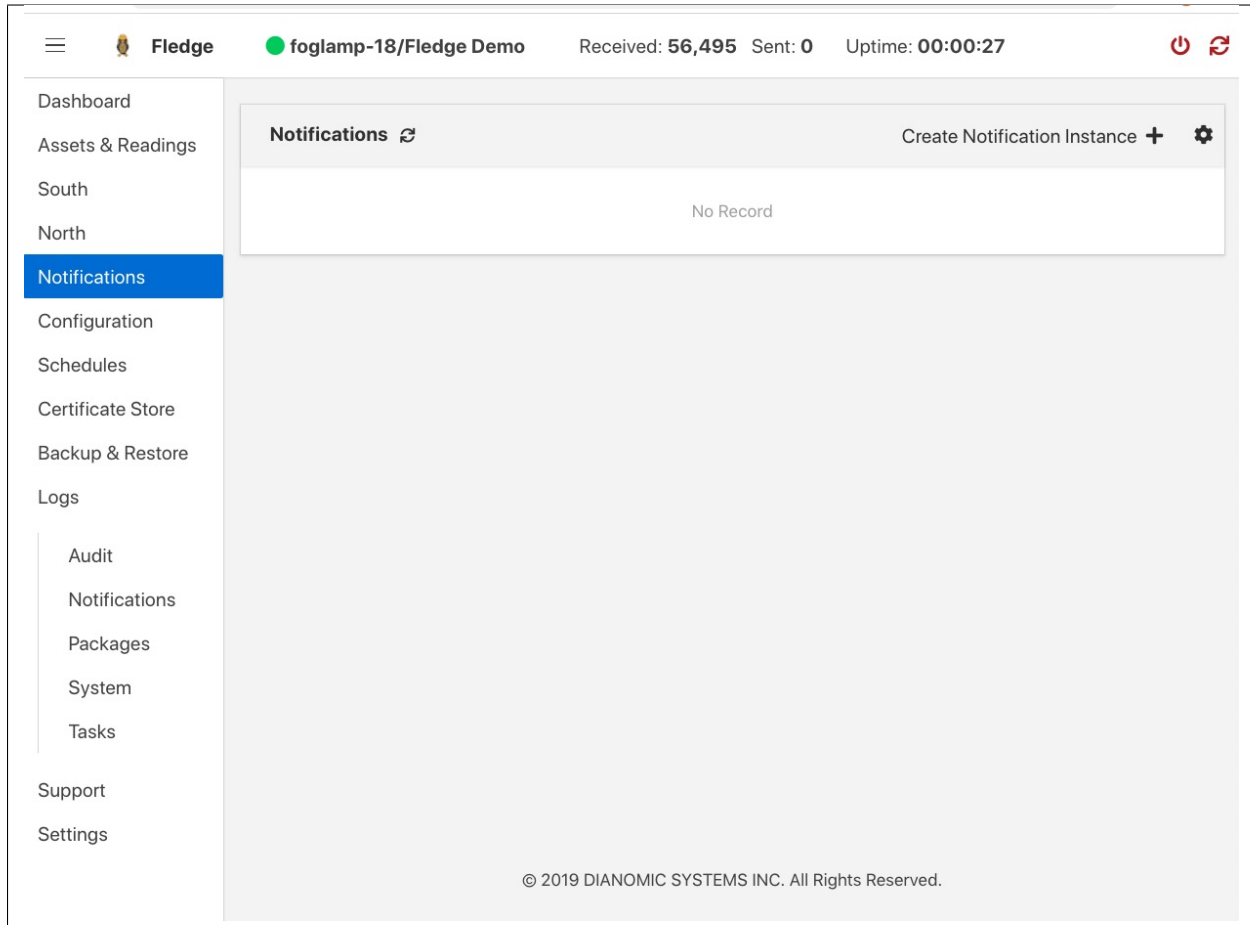 Fledge foglamp-18/Fledge Demo Received: 56,495 Sent: 0 Uptime: 00:00:27
Dashboard
Assets & Readings
South
North
Notifications
Configuration
Schedules
Certificate Store
Backup & Restore
Logs
Audit
Notifications
Packages
System
Tasks
Support
Settings
Notifications Create Notification Instance +
No Record
© 2019 DIANOMIC SYSTEMS INC. All Rights Reserved.